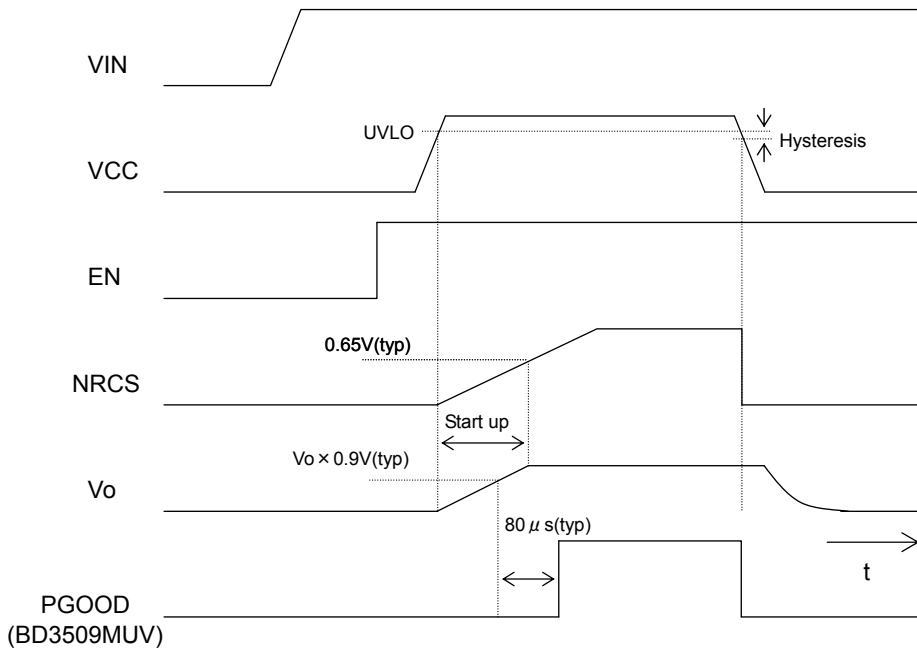 VIN
UVLO
Hysteresis
VCC
EN
0.65V(typ)
NRCS
Start up
Vo×0.9V(typ)
Vo
80μs(typ)
t
PGOOD
(BD3509MUV)